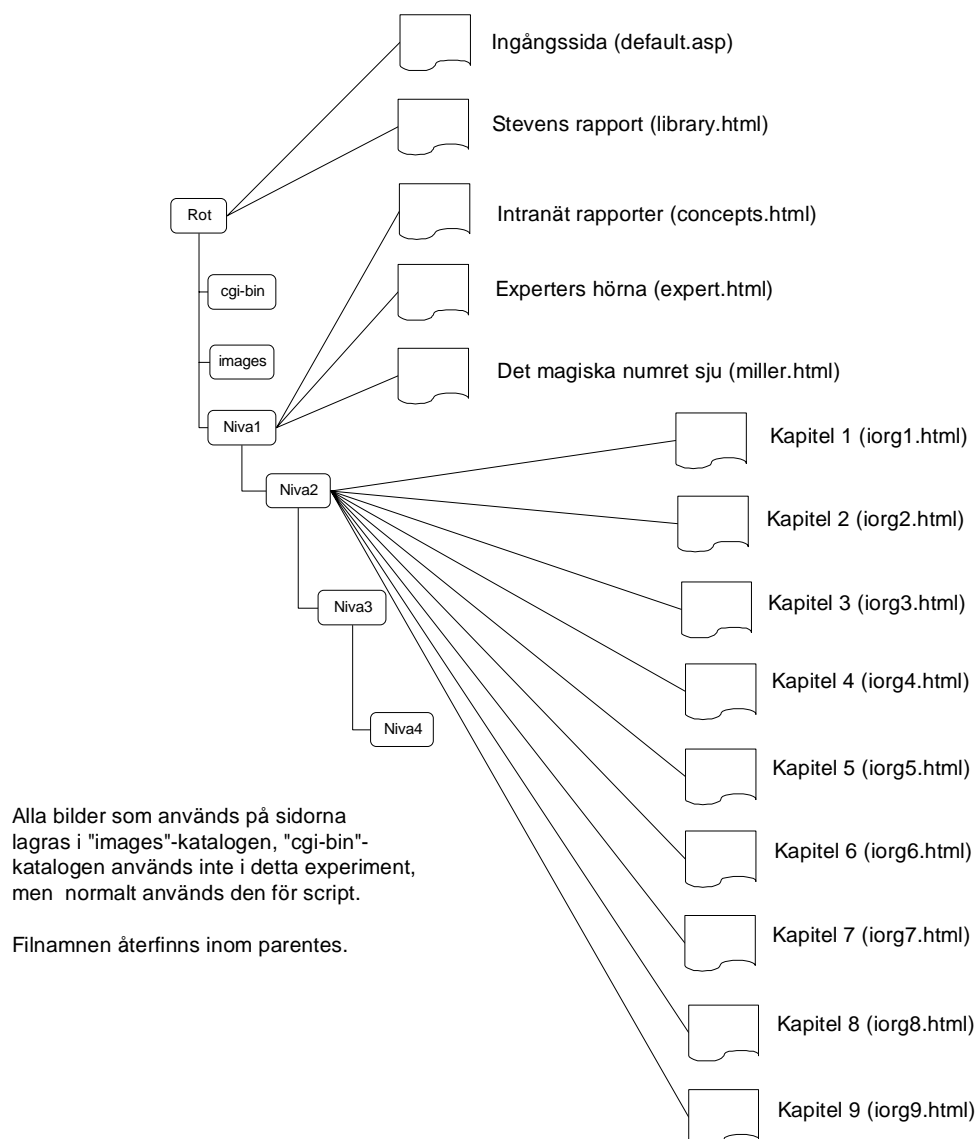 Ingångssida (default.asp)
Stevens rapport (library.html)
Rot
Intranät rapporter (concepts.html)
cgi-bin
Experters hörna (expert.html)
images
Det magiska numret sju (miller.html)
Niva1
Kapitel 1 (iorg1.html)
Niva2
Kapitel 2 (iorg2.html)
Niva3
Kapitel 3 (iorg3.html)
Kapitel 4 (iorg4.html)
Niva4
Kapitel 5 (iorg5.html)
Alla bilder som används på sidorna
lagras i "images"-katalogen, "cgi-bin"-
katalogen används inte i detta experiment,
men normalt används den för script.
Filnamnen återfinns inom parentes.
Kapitel 6 (iorg6.html)
Kapitel 7 (iorg7.html)
Kapitel 8 (iorg8.html)
Kapitel 9 (iorg9.html)